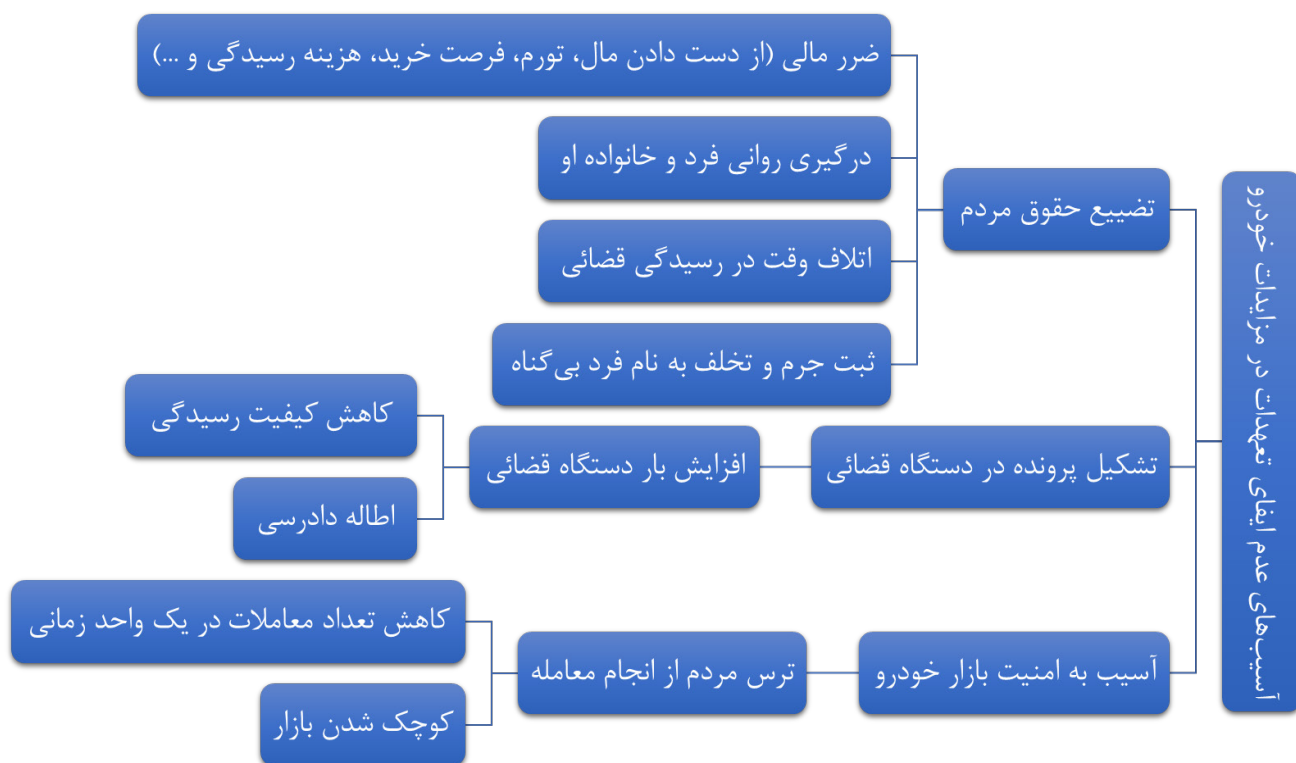 آسیب‌های عدم ایفای تعهدات در مزایدات خودرو
تضییع حقوق مردم
ضرر مالی (از دست دادن مال، تورم، فرصت خرید، هزینه رسیدگی و ...)
درگیری روانی فرد و خانواده او
اتلاف وقت در رسیدگی قضائی
ثبت جرم و تخلف به نام فرد بی‌گناه
تشکیل پرونده در دستگاه قضائی
افزایش بار دستگاه قضائی
کاهش کیفیت رسیدگی
اطاله دادرسی
آسیب به امنیت بازار خودرو
ترس مردم از انجام معامله
کاهش تعداد معاملات در یک واحد زمانی
کوچک شدن بازار